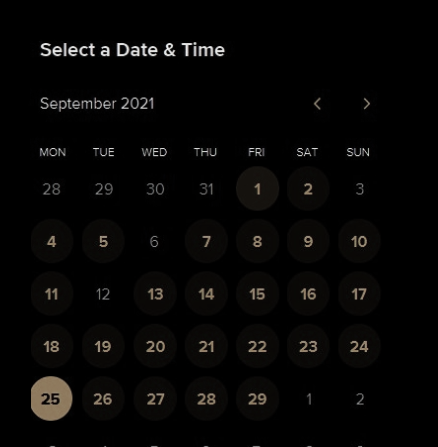 Select a Date & Time
September 2021
MON TUE WED THU FRI SAT SUN
28 29 30 31 1 2 3
4 5 6 7 8 9 10
11 12 13 14 15 16 17
18 19 20 21 22 23 24
25 26 27 28 29 1 2